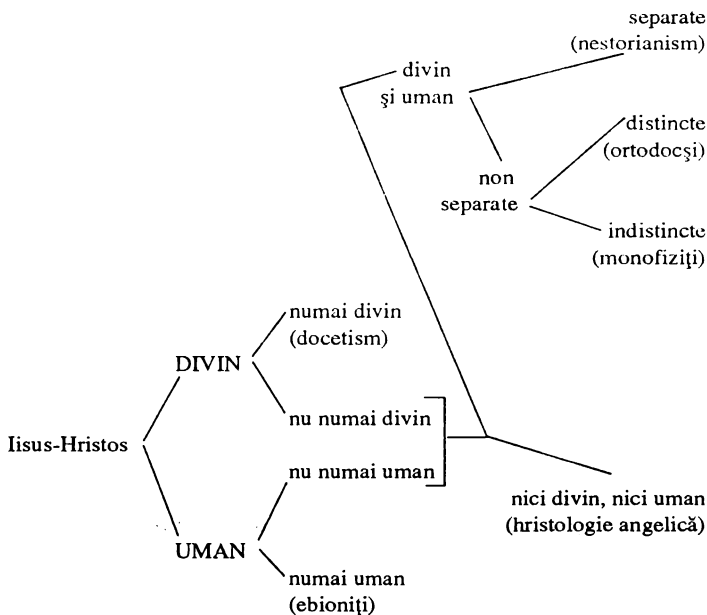 separate
(nestorianism)
divin
şi uman
distincte
(ortodocşi)
non
separate
indistincte
(monofiziţi)
numai divin
(docetism)
DIVIN
nu numai divin
Iisus-Hristos
nu numai uman
nici divin, nici uman
(hristologie angelică)
UMAN
numai uman
(ebioniţi)